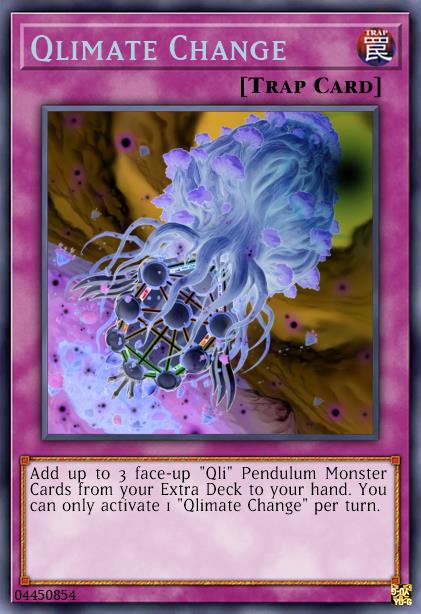 Qlimate Change
TRAP
罠
[Trap Card]
Add up to 3 face-up "Qli" Pendulum Monster
Cards from your Extra Deck to your hand. You
can only activate 1 "Qlimate Change" per turn.
04450854